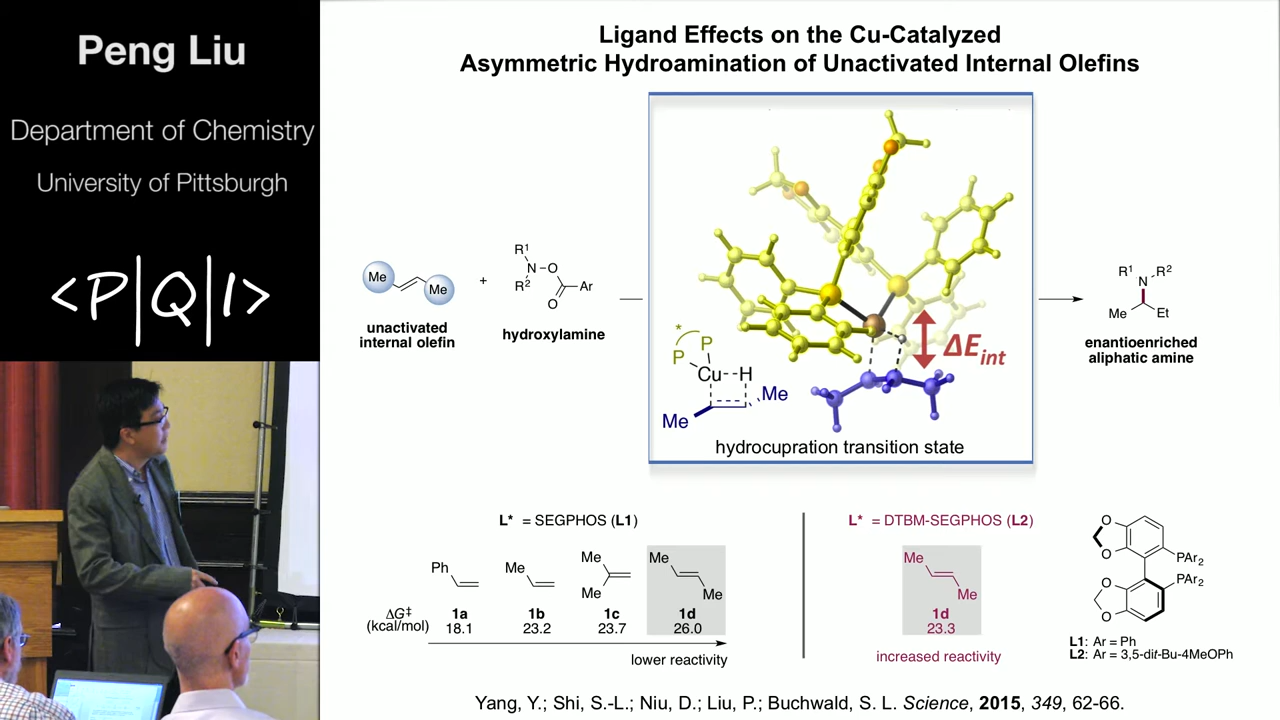 Peng Liu
Department of Chemistry
University of Pittsburgh
<P|Q|I>
Ligand Effects on the Cu-Catalyzed
Asymmetric Hydroamination of Unactivated Internal Olefins
Me
Me
unactivated
internal olefin
+
R1
N
O
R2
O
Ar
hydroxylamine
ΔEint
*
P
P
Cu
H
Me
Me
hydrocupration transition state
R1
R2
N
Me
Et
enantioenriched
aliphatic amine
L* = SEGPHOS (L1)
Ph
Me
Me
Me
Me
Me
ΔG‡
(kcal/mol)
1a
1b
1c
1d
18.1
23.2
23.7
26.0
lower reactivity
L* = DTBM-SEGPHOS (L2)
Me
Me
1d
23.3
increased reactivity
O
O
PAr2
O
PAr2
O
L1: Ar = Ph
L2: Ar = 3,5-dit-Bu-4MeOPh
Yang, Y.; Shi, S.-L.; Niu, D.; Liu, P.; Buchwald, S. L. Science, 2015, 349, 62-66.